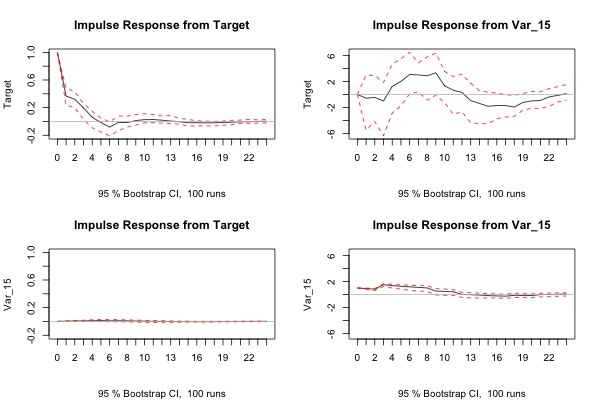 Impulse Response from Target
Target
1.0
0.6
0.2
-0.2
0 2 4 6 8 10 13 16 19 22
95 % Bootstrap CI, 100 runs
Impulse Response from Var_15
Target
6
2
-2
-6
0 2 4 6 8 10 13 16 19 22
95 % Bootstrap CI, 100 runs
Impulse Response from Target
Var_15
1.0
0.6
0.2
-0.2
0 2 4 6 8 10 13 16 19 22
95 % Bootstrap CI, 100 runs
Impulse Response from Var_15
Var_15
6
2
-2
-6
0 2 4 6 8 10 13 16 19 22
95 % Bootstrap CI, 100 runs